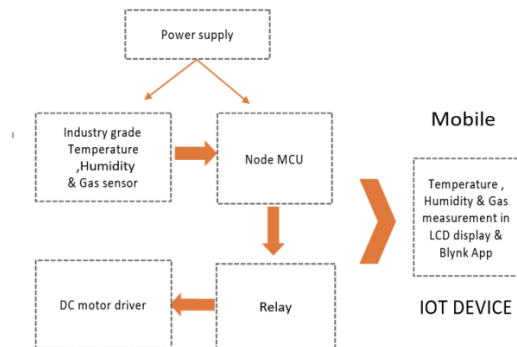 Power supply
Industry grade
Temperature
,Humidity
& Gas sensor
Node MCU
Mobile
Temperature ,
Humidity & Gas
measurement in
LCD display &
Blynk App
DC motor driver
Relay
IOT DEVICE